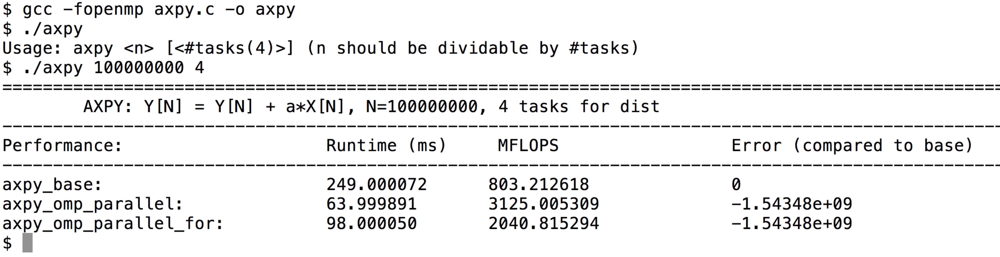 $ gcc -fopenmp axpy.c -o axpy
$ ./axpy
Usage: axpy <n> [<#tasks(4)>] (n should be dividable by #tasks)
$ ./axpy 100000000 4
===================================================================================================
        AXPY: Y[N] = Y[N] + a*X[N], N=100000000, 4 tasks for dist
---------------------------------------------------------------------------------------------------
Performance:                    Runtime (ms)     MFLOPS                 Error (compared to base)
---------------------------------------------------------------------------------------------------
axpy_base:                      249.000072      803.212618              0
axpy_omp_parallel:              63.999891       3125.005309             -1.54348e+09
axpy_omp_parallel_for:          98.000050       2040.815294             -1.54348e+09
$